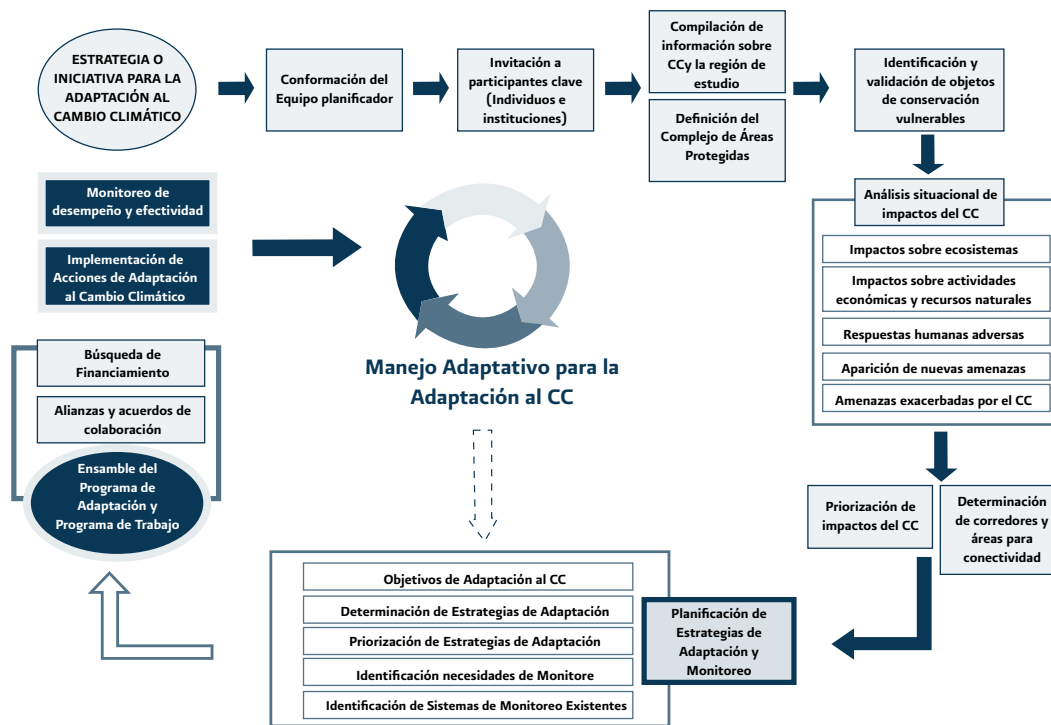 ESTRATEGIA O
INICIATIVA PARA LA
ADAPTACIÓN AL
CAMBIO CLIMÁTICO
Conformación del
Equipo planificador
Invitación a
participantes clave
(Individuos e
instituciones)
Compilación de
información sobre
CCy la región de
estudio
Definición del
Complejo de Áreas
Protegidas
Identificación y
validación de objetos
de conservación
vulnerables
Análisis situacional de
impactos del CC
Impactos sobre ecosistemas
Impactos sobre actividades
económicas y recursos naturales
Respuestas humanas adversas
Aparición de nuevas amenazas
Amenazas exacerbadas por el CC
Priorización de
impactos del CC
Determinación
de corredores y
áreas para
conectividad
Planificación de
Estrategias de
Adaptación y
Monitoreo
Objetivos de Adaptación al CC
Determinación de Estrategias de Adaptación
Priorización de Estrategias de Adaptación
Identificación necesidades de Monitore
Identificación de Sistemas de Monitoreo Existentes
Ensamble del
Programa de
Adaptación y
Programa de Trabajo
Alianzas y acuerdos de
colaboración
Búsqueda de
Financiamiento
Implementación de
Acciones de Adaptación
al Cambio Climático
Monitoreo de
desempeño y efectividad
Manejo Adaptativo para la
Adaptación al CC